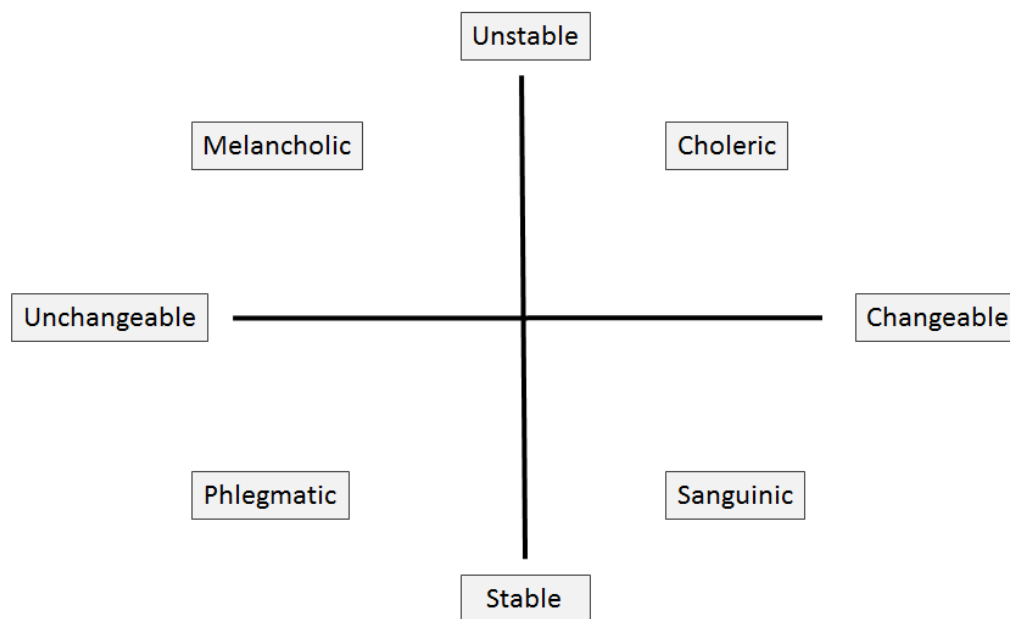 Unstable
Melancholic
Choleric
Unchangeable
Changeable
Phlegmatic
Sanguinic
Stable